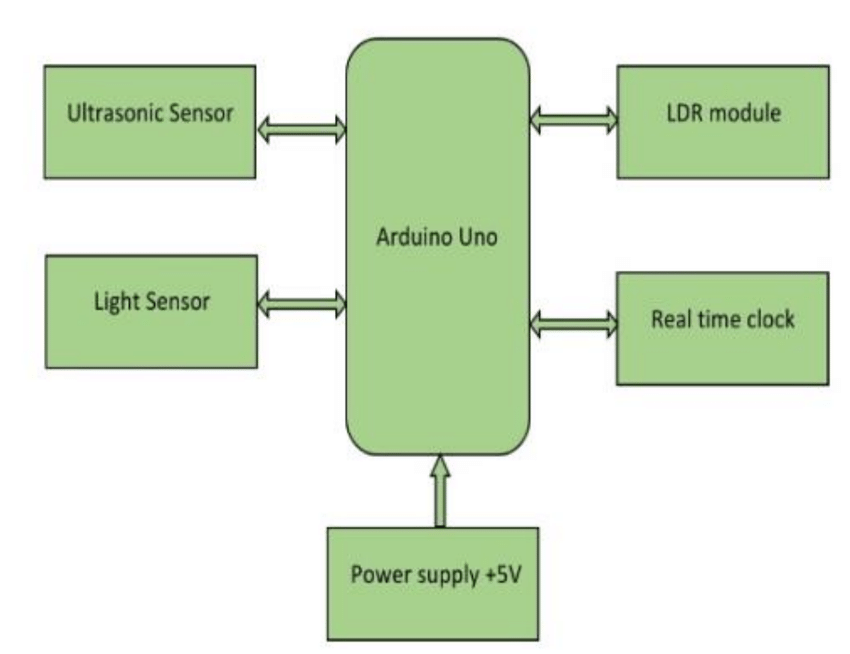 Ultrasonic Sensor
LDR module
Arduino Uno
Light Sensor
Real time clock
Power supply +5V